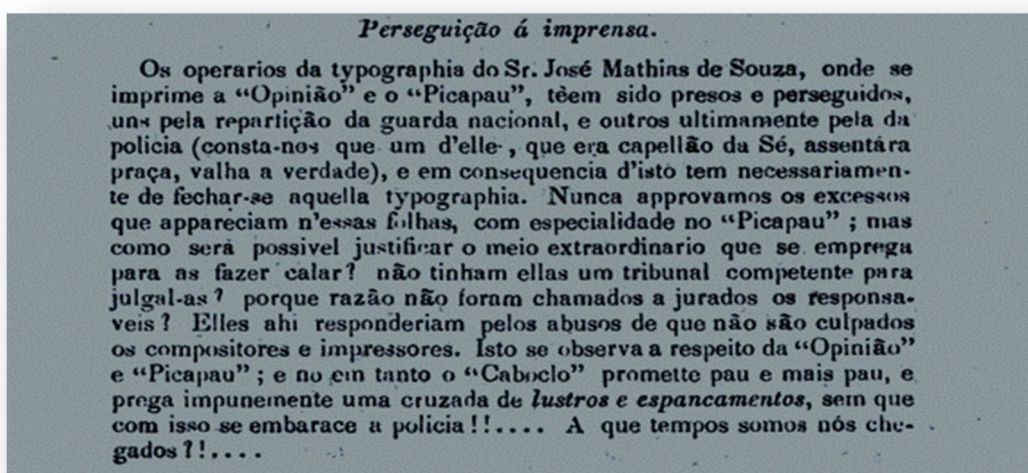 Perseguição á imprensa.
Os operarios da typographia do Sr. José Mathias de Souza, onde se
imprime a “Opinião” e o “Picapau”, tèem sido presos e perseguidos,
uns pela repartição da guarda nacional, e outros ultimamente pela da
policia (consta-nos que um d'elle-, que era capellão da Sé, assentára
praça, valha a verdade), e em consequencia d'isto tem necessariamen-
te de fechar-se aquella typographia. Nunca approvamos os excessos
que appareciam n'essas folhas, com especialidade no “Picapau” ; mas
como será possivel justificar o meio extraordinario que se emprega
para as fazer calar? não tinham ellas um tribunal competente para
julgal-as ? porque razão não foram chamados a jurados os responsa-
veis ? Elles ahi responderiam pelos abusos de que não são culpados
os compositores e impressores. Isto se observa a respeito da “Opinião”
e “Picapau” ; e no em tanto o “Caboclo” promette pau e mais pau, e
prega impunemente uma cruzada de lustros e espancamentos, sem que
com isso se embarace a policia !!.... A que tempos somos nós che-
gados ?!....